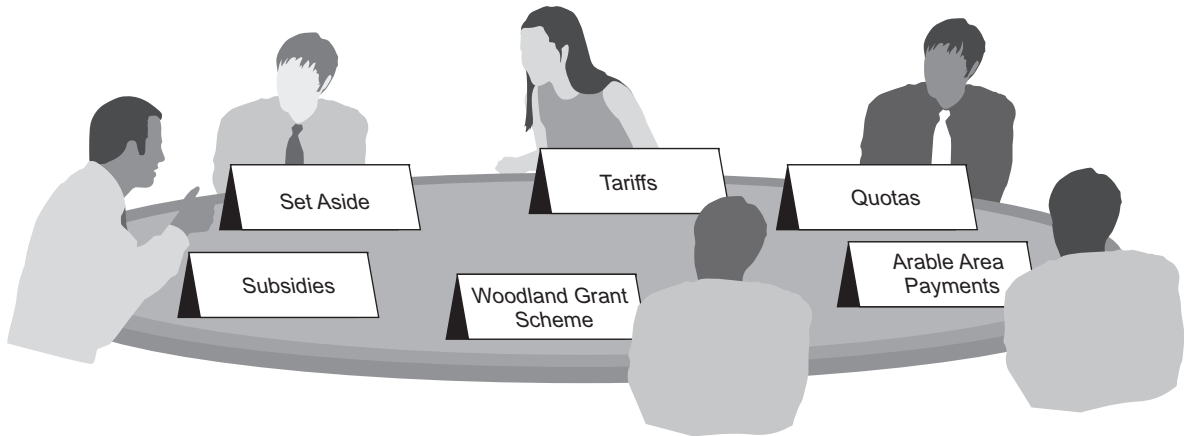 Set Aside
Tariffs
Quotas
Subsidies
Woodland Grant
Scheme
Arable Area
Payments